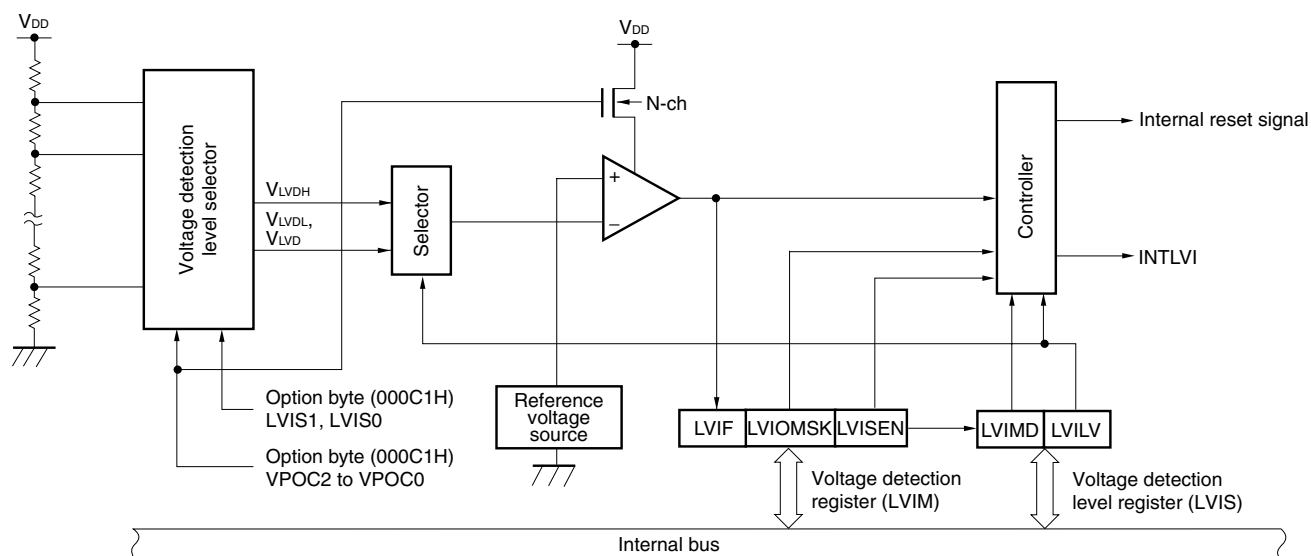 VDD
VDD
N-ch
Voltage detection
level selector
VLVDH
VLVDL,
VLVD
Selector
+
−
Controller
Internal reset signal
INTLVI
Option byte (000C1H)
LVIS1, LVIS0
Option byte (000C1H)
VPOC2 to VPOC0
Reference
voltage
source
LVIF
LVIOMSK
LVISEN
LVIMD
LVILV
Voltage detection
register (LVIM)
Voltage detection
level register (LVIS)
Internal bus